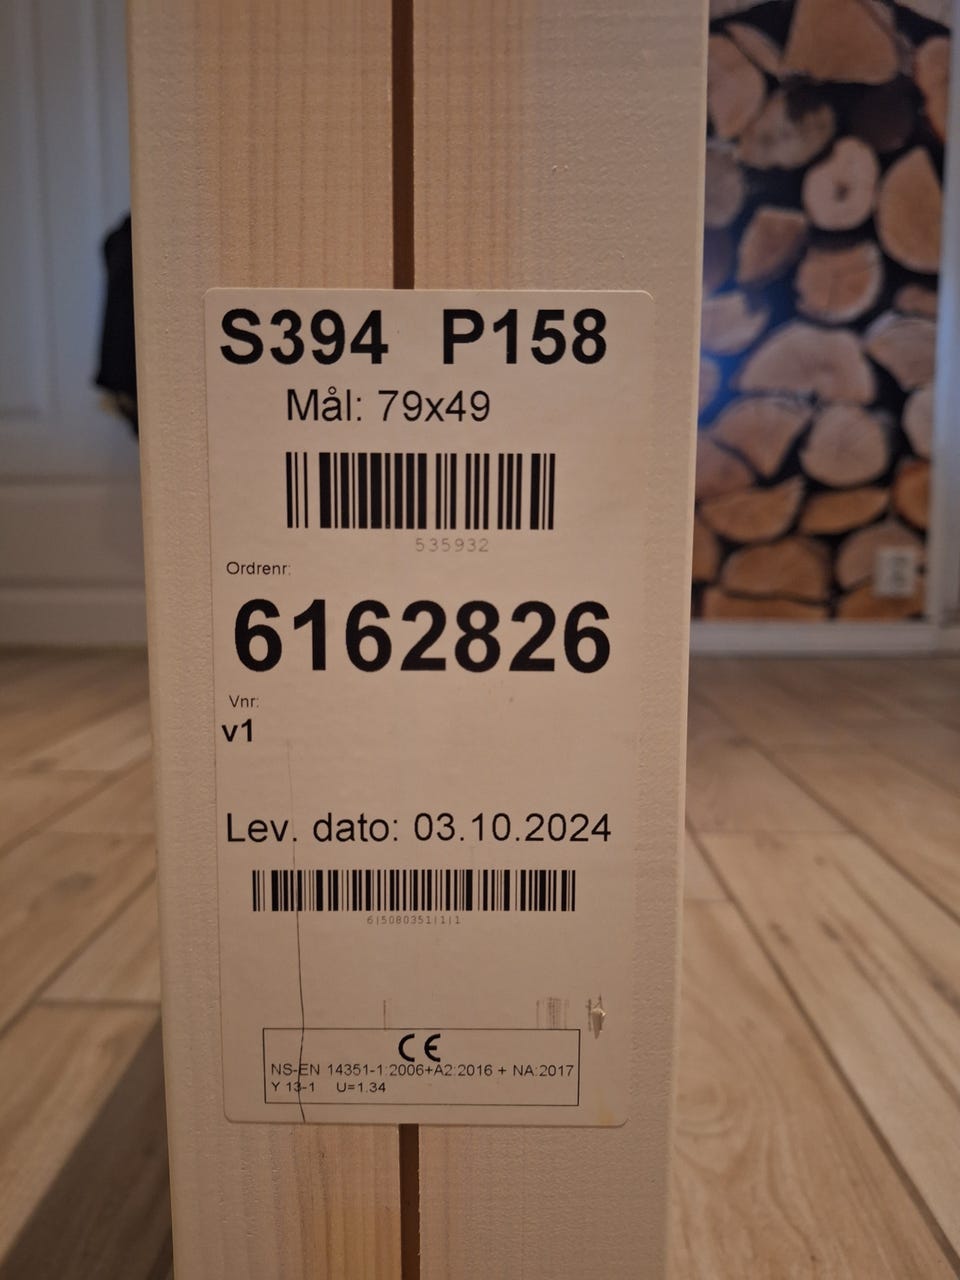 S394 P158
Mål: 79x49
535932
Ordrenr:
6162826
Vnr:
v1
Lev. dato: 03.10.2024
6|5080351|1|1
CE
NS-EN 14351-1:2006+A2:2016 + NA:2017
Y 13-1 U=1.34